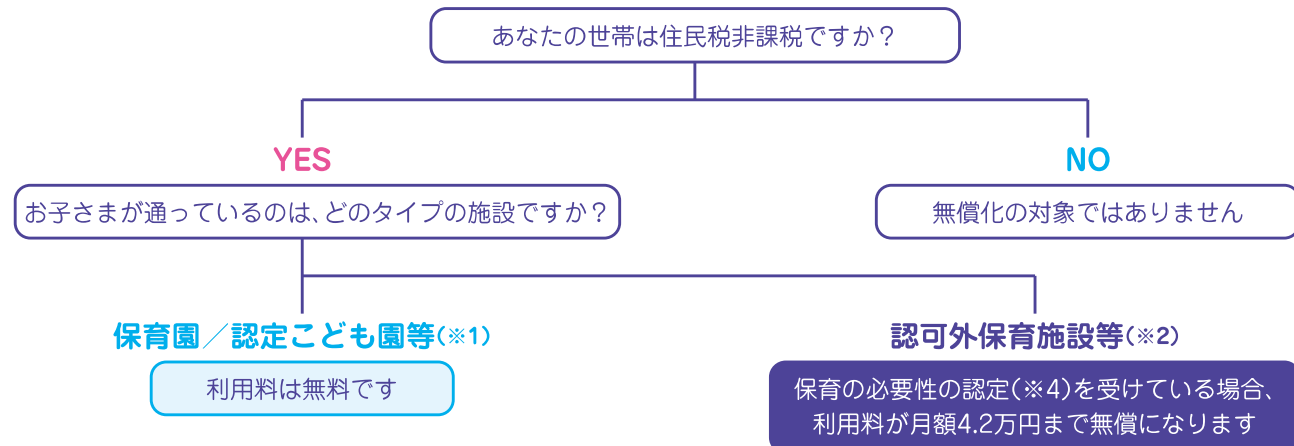 あなたの世帯は住民税非課税ですか？
YES
NO
お子さまが通っているのは、どのタイプの施設ですか？
無償化の対象ではありません
保育園／認定こども園等(※1)
認可外保育施設等(※2)
利用料は無料です
保育の必要性の認定(※4)を受けている場合、
利用料が月額4.2万円まで無償になります